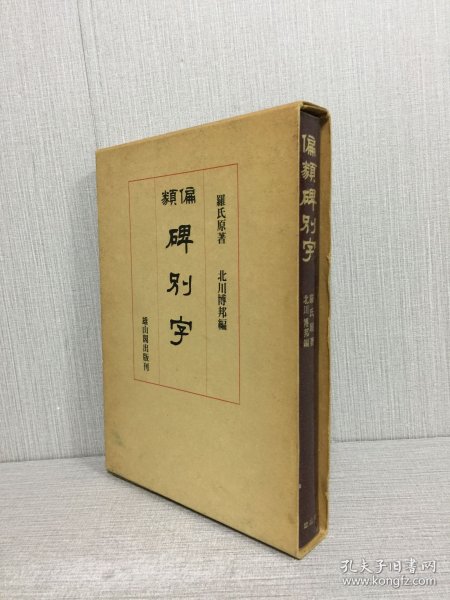 羅氏原著 北川博邦編
偏類
碑別字
雄山閣出版刊
偏類碑別字
羅氏原著
北川博邦編
孔夫子旧书网
www.kongfz.com